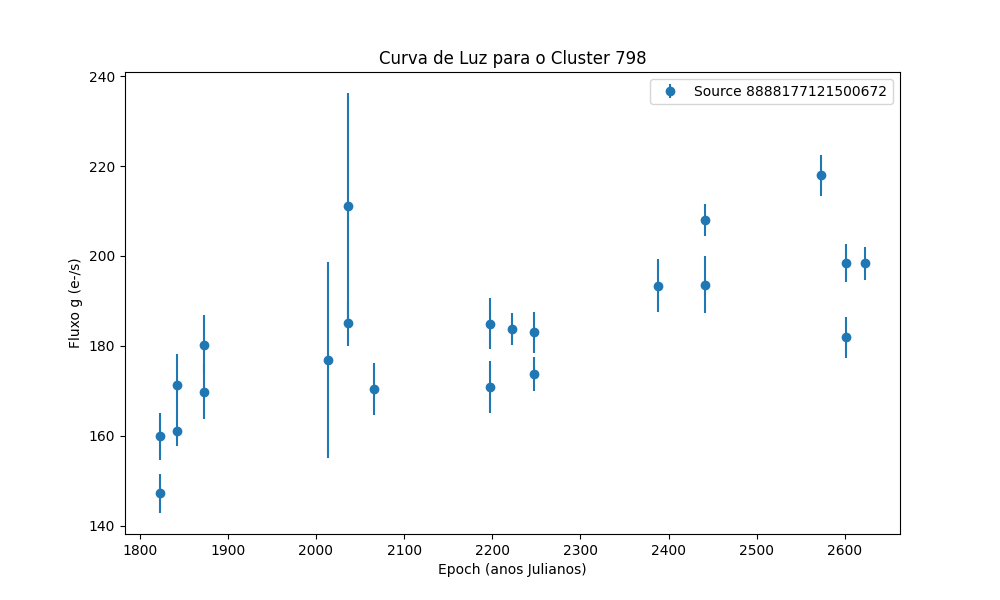 Curva de Luz para o Cluster 798
Source 8888177121500672
240
220
200
180
160
140
Fluxo g (e-/s)
1800 1900 2000 2100 2200 2300 2400 2500 2600
Epoch (anos Julianos)